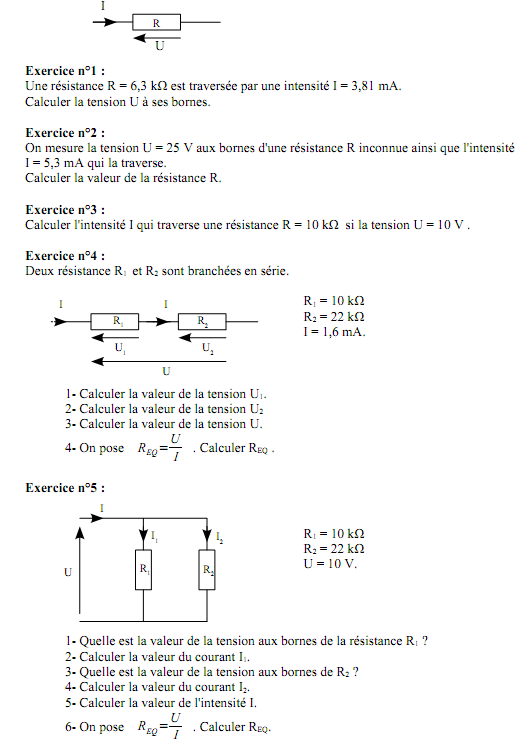 I
R
U
Exercice n°1 :
Une résistance R = 6,3 kΩ est traversée par une intensité I = 3,81 mA.
Calculer la tension U à ses bornes.
Exercice n°2 :
On mesure la tension U = 25 V aux bornes d'une résistance R inconnue ainsi que l'intensité
I = 5,3 mA qui la traverse.
Calculer la valeur de la résistance R.
Exercice n°3 :
Calculer l'intensité I qui traverse une résistance R = 10 kΩ si la tension U = 10 V .
Exercice n°4 :
Deux résistance R₁ et R₂ sont branchées en série.
I I
R₁ R₂
U₁ U₂
U
R₁ = 10 kΩ
R₂ = 22 kΩ
I = 1,6 mA.
1- Calculer la valeur de la tension U₁.
2- Calculer la valeur de la tension U₂
3- Calculer la valeur de la tension U.
4- On pose R_EQ = U/I . Calculer R_EQ .
Exercice n°5 :
I
I₁ I₂
U R₁ R₂
R₁ = 10 kΩ
R₂ = 22 kΩ
U = 10 V.
1- Quelle est la valeur de la tension aux bornes de la résistance R₁ ?
2- Calculer la valeur du courant I₁.
3- Quelle est la valeur de la tension aux bornes de R₂ ?
4- Calculer la valeur du courant I₂.
5- Calculer la valeur de l'intensité I.
6- On pose R_EQ = U/I . Calculer R_EQ.